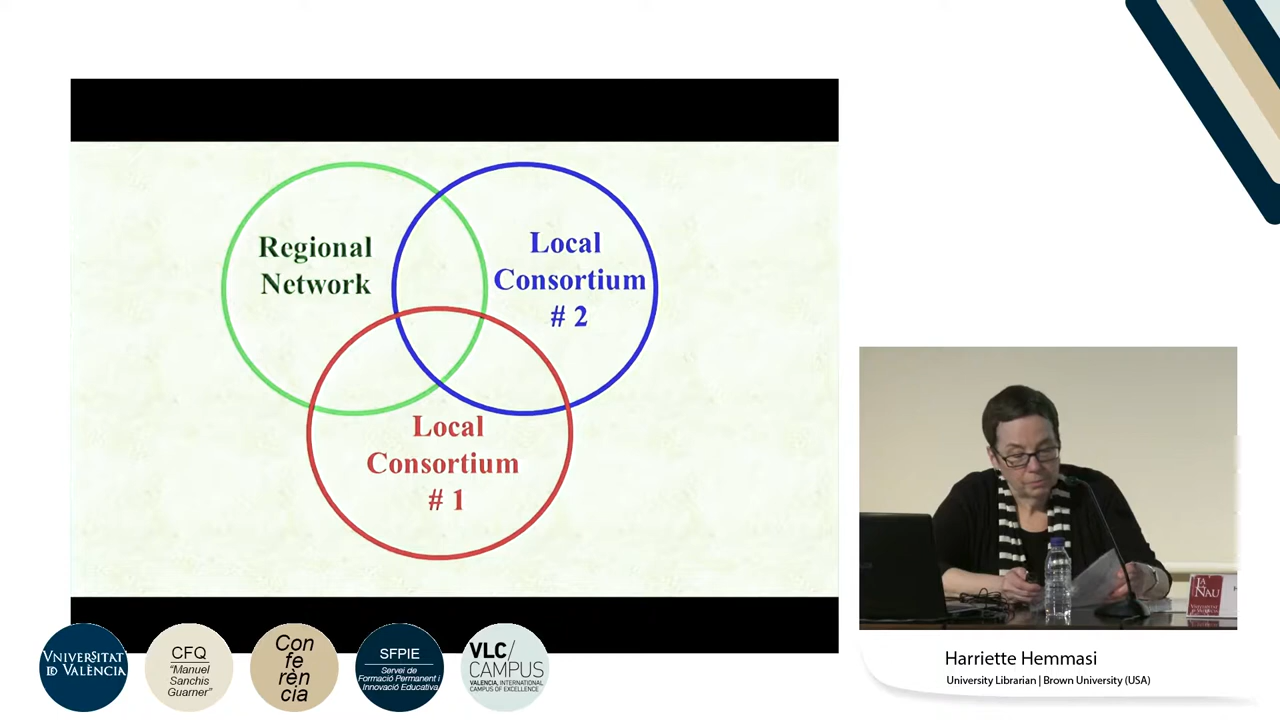 Regional
Network
Local
Consortium
# 2
Local
Consortium
# 1
VNIVERSITAT
D VALÈNCIA
CFQ
"Manuel
Sanchis
Guarner"
Con
fe
rèn
cia
SFPIE
Servei de
Formació Permanent i
Innovació Educativa
VLC/
CAMPUS
VALENCIA, INTERNATIONAL
CAMPUS OF EXCELLENCE
LA
NAU
Harriette Hemmasi
University Librarian | Brown University (USA)